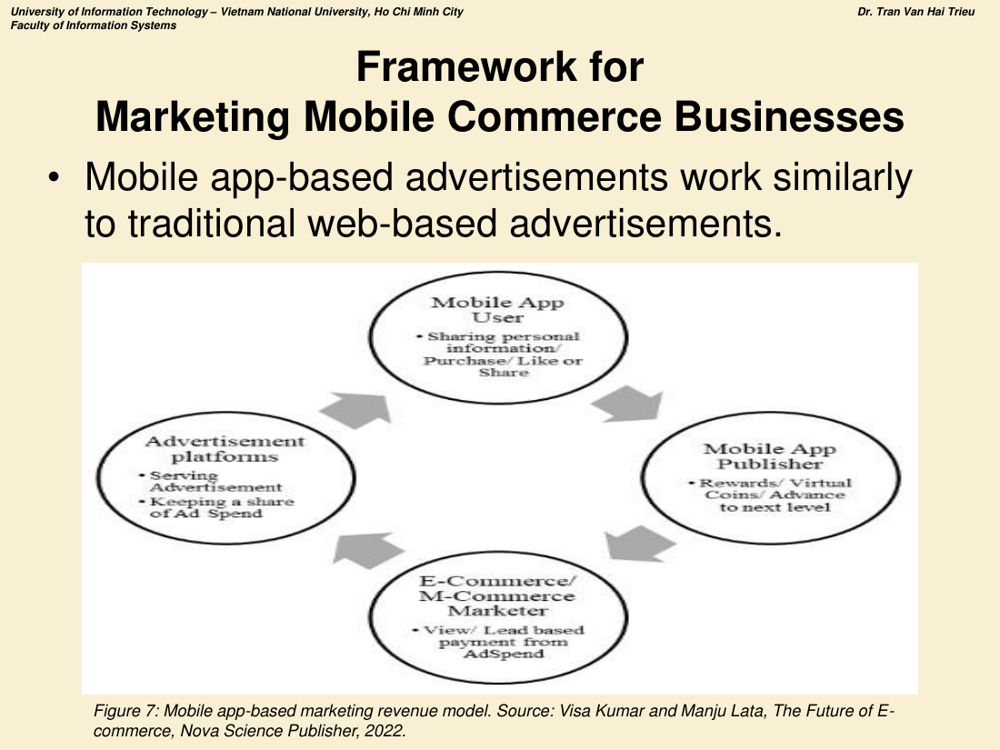 University of Information Technology – Vietnam National University, Ho Chi Minh City
Faculty of Information Systems
Dr. Tran Van Hai Trieu
Framework for
Marketing Mobile Commerce Businesses
• Mobile app-based advertisements work similarly
to traditional web-based advertisements.
Mobile App
User
• Sharing personal
information/
Purchase/ Like or
Share
Advertisement
platforms
• Serving
Advertisement
• Keeping a share
of Ad Spend
Mobile App
Publisher
• Rewards/ Virtual
Coins/ Advance
to next level
E-Commerce/
M-Commerce
Marketer
• View/ Lead based
payment from
AdSpend
Figure 7: Mobile app-based marketing revenue model. Source: Visa Kumar and Manju Lata, The Future of E-
commerce, Nova Science Publisher, 2022.